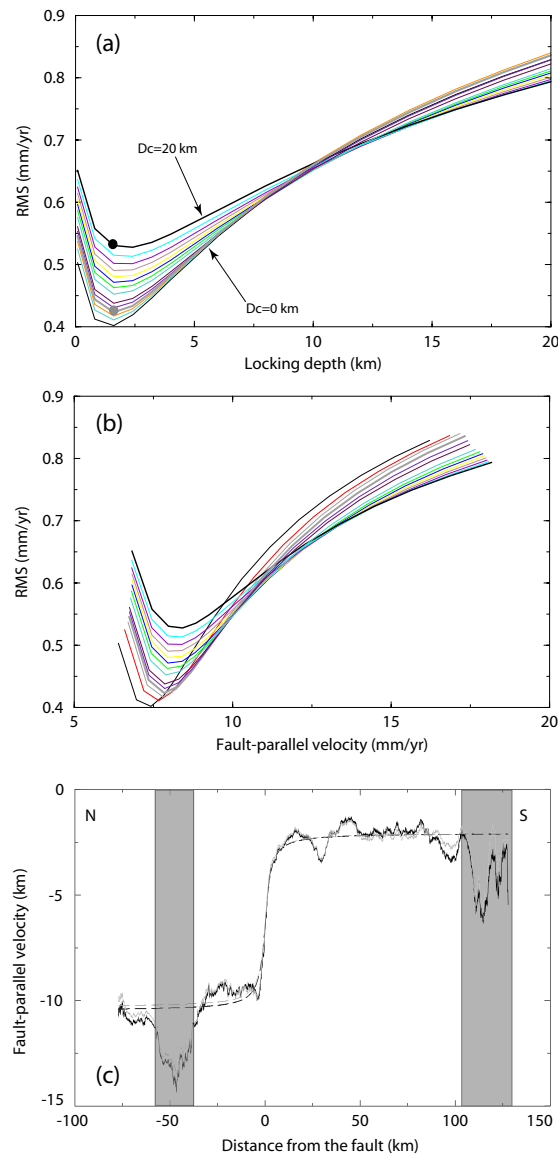 (a)
0.9
0.8
0.7
0.6
0.5
0.4
RMS (mm/yr)
Dc=20 km
Dc=0 km
0 5 10 15 20
Locking depth (km)
(b)
0.9
0.8
0.7
0.6
0.5
0.4
RMS (mm/yr)
5 10 15 20
Fault-parallel velocity (mm/yr)
N S
0
-5
-10
-15
Fault-parallel velocity (km)
(c)
-100 -50 0 50 100 150
Distance from the fault (km)